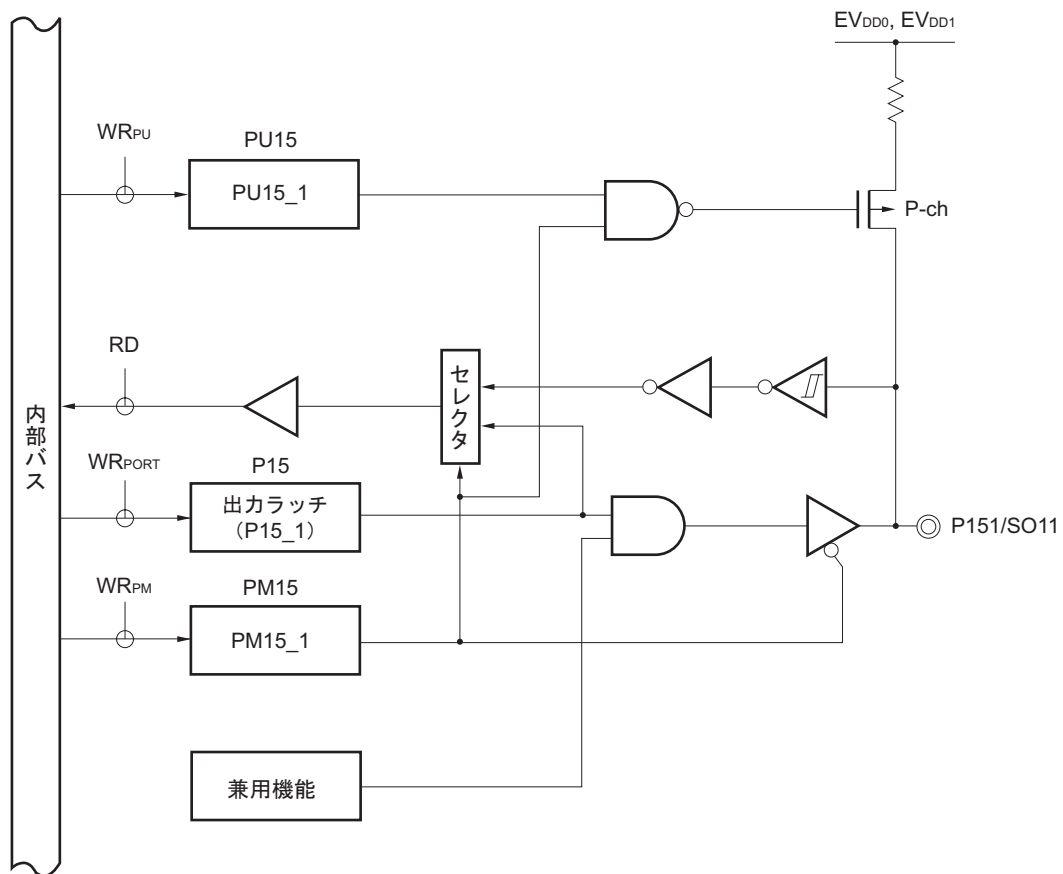 EVDD0, EVDD1
WRPU
PU15
PU15_1
P-ch
RD
セレクタ
内部バス
WRPORT
P15
出力ラッチ
（P15_1）
P151/SO11
WRPM
PM15
PM15_1
兼用機能